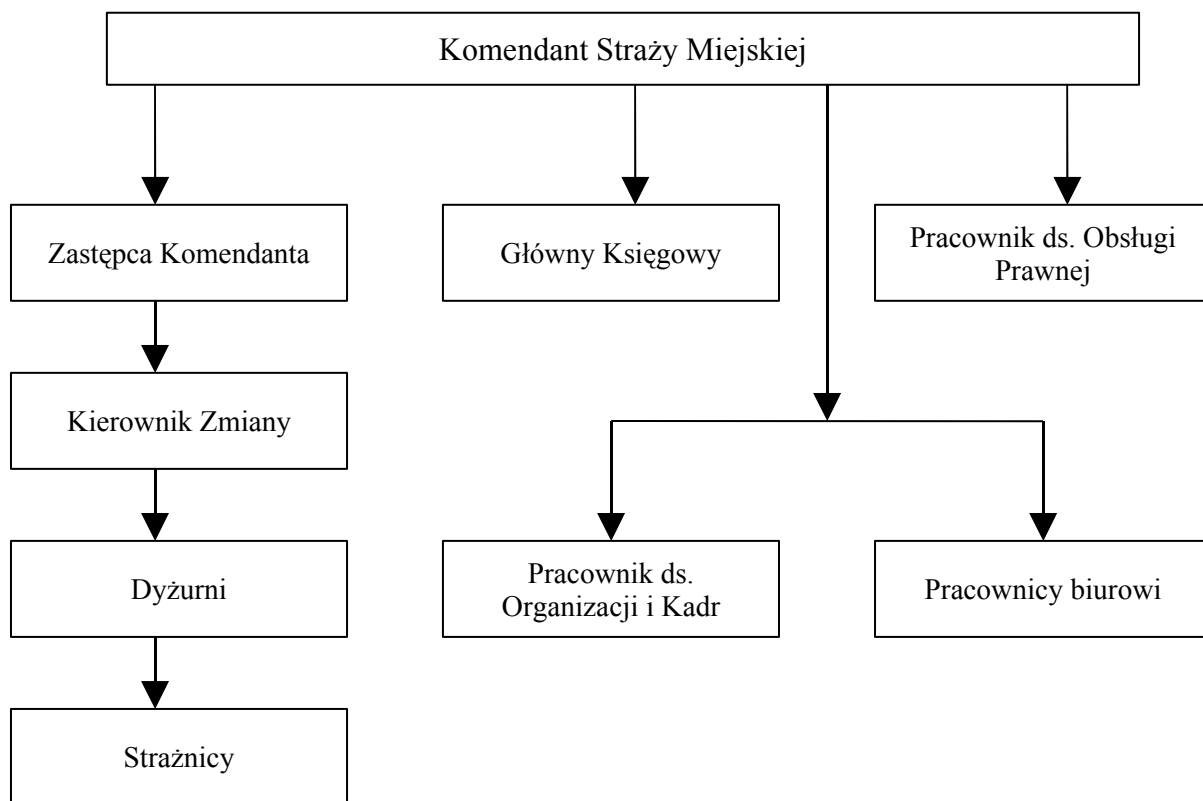 Komendant Straży Miejskiej
Zastępca Komendanta
Główny Księgowy
Pracownik ds. Obsługi
Prawnej
Kierownik Zmiany
Dyżurni
Pracownik ds.
Organizacji i Kadr
Pracownicy biurowi
Strażnicy